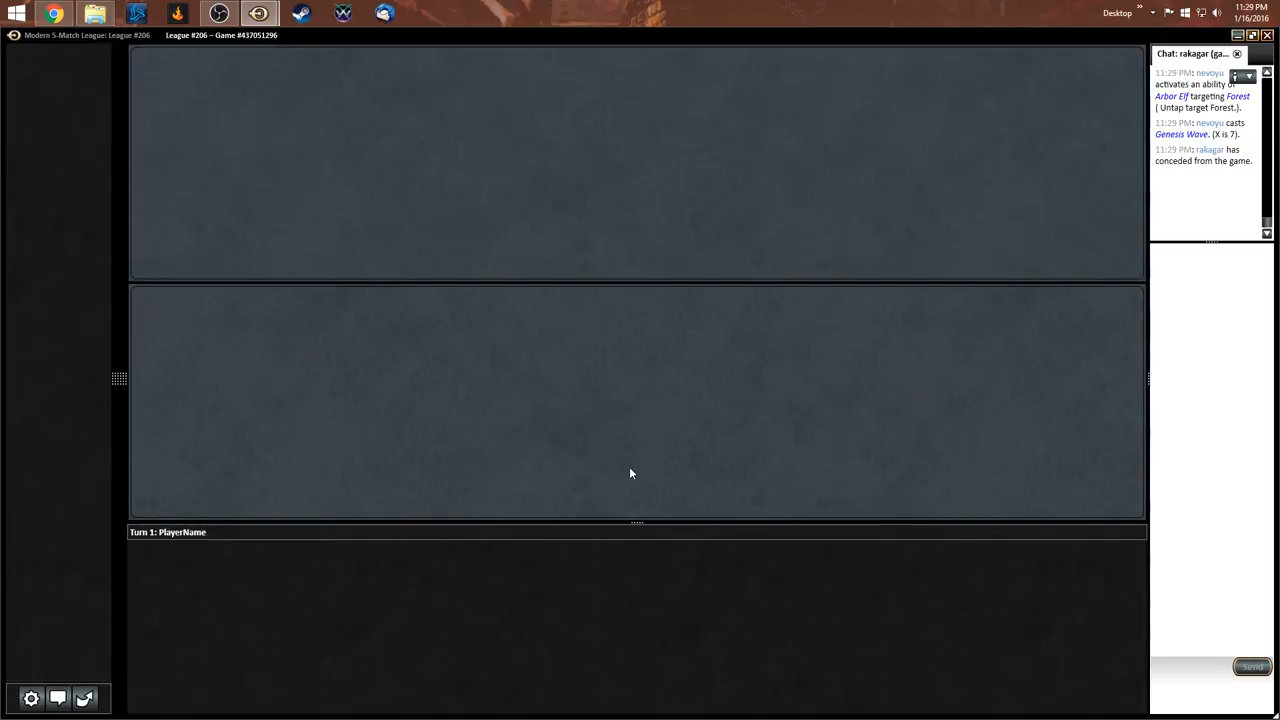 Desktop
»
11:29 PM
1/16/2016
Modern 5-Match League: League #206
League #206 – Game #437051296
Chat: rakagar (ga...
11:29 PM: nevoyu
activates an ability of
Arbor Elf targeting Forest
( Untap target Forest.).
11:29 PM: nevoyu casts
Genesis Wave. (X is 7).
11:29 PM: rakagar has
conceded from the game.
Turn 1: PlayerName
Send